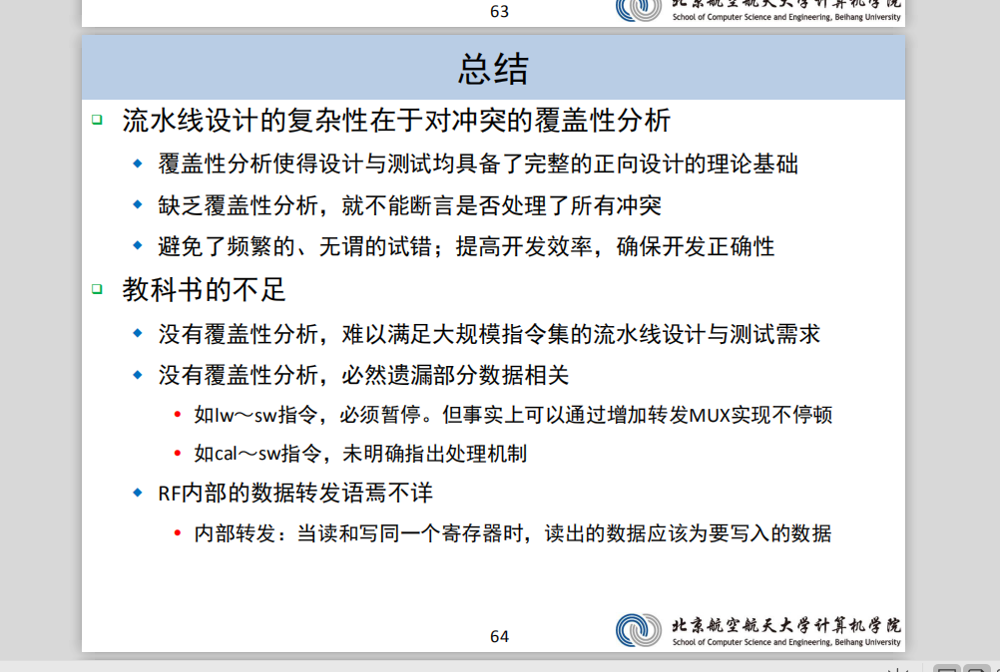 63
北京航空航天大学计算机学院
School of Computer Science and Engineering, Beihang University
总结
流水线设计的复杂性在于对冲突的覆盖性分析
覆盖性分析使得设计与测试均具备了完整的正向设计的理论基础
缺乏覆盖性分析，就不能断言是否处理了所有冲突
避免了频繁的、无谓的试错；提高开发效率，确保开发正确性
教科书的不足
没有覆盖性分析，难以满足大规模指令集的流水线设计与测试需求
没有覆盖性分析，必然遗漏部分数据相关
如lw～sw指令，必须暂停。但事实上可以通过增加转发MUX实现不停顿
如cal～sw指令，未明确指出处理机制
RF内部的数据转发语焉不详
内部转发：当读和写同一个寄存器时，读出的数据应该为要写入的数据
64
北京航空航天大学计算机学院
School of Computer Science and Engineering, Beihang University